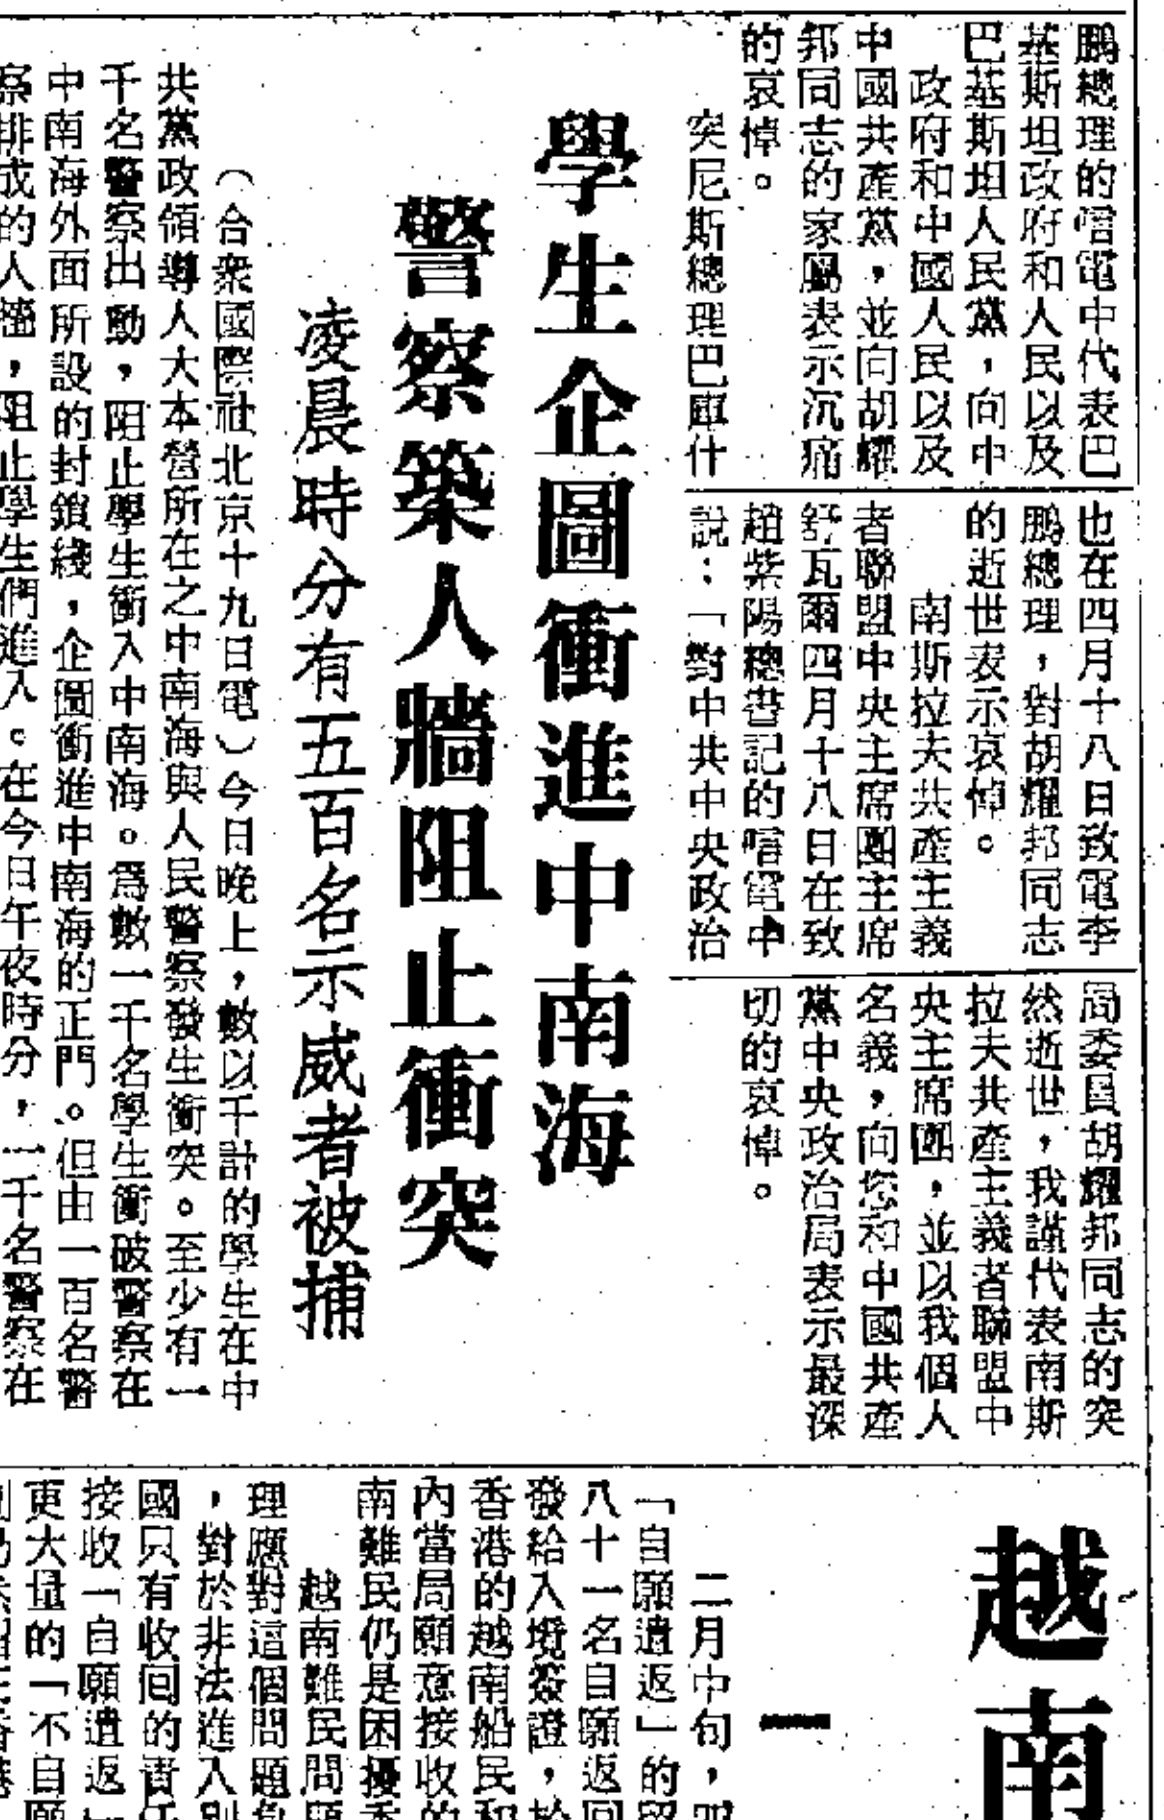 鵬總理的唁電中代表巴
基斯坦政府和人民以及
巴基斯坦人民黨，向中
政府和中國人民以及
中國共產黨，並向胡耀
邦同志的家屬表示沉痛
的哀悼。
突尼斯總理巴庫什
也在四月十八日致電李
鵬總理，對胡耀邦同志
的逝世表示哀悼。
南斯拉夫共產主義
者聯盟中央主席團主席
舒瓦爾四月十八日在致
趙紫陽總書記的唁電中
說：「對中共中央政治
局委員胡耀邦同志的突
然逝世，我謹代表南斯
拉夫共產主義者聯盟中
央主席團，並以我個人
名義，向您和中國共產
黨中央政治局表示最深
切的哀悼。
學生企圖衝進中南海
警察築人牆阻止衝突
凌晨時分有五百名示威者被捕
（合衆國際社北京十九日電）今日晚上，數以千計的學生在中
共黨政領導人大本營所在之中南海與人民警察發生衝突。至少有一
千名警察出動，阻止學生衝入中南海。爲數一千名學生衝破警察在
中南海外面所設的封鎖綫，企圖衝進中南海的正門。但由一百名警
察排成的人牆，阻止學生們進入。在今日午夜時分，一千名警察在
越南
一
二月中旬，
「自願遣返」的
八十一名自願返回
發給入境簽證，於
香港的越南船民和
內當局願意接收的
南難民仍是困擾
越南難民問題
理應對這個問題負
，對於非法進入別
國只有收回的責任
接收「自願遣返」
更大量的「不自願